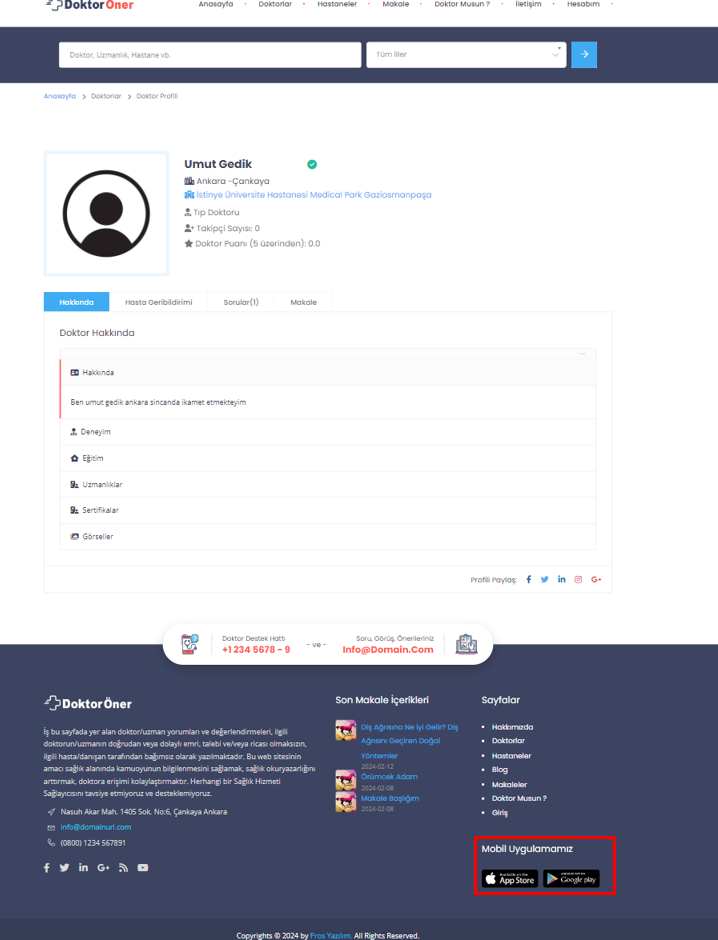 DoktorÖner
Anasayfa
Doktorlar
Hastaneler
Makale
Doktor Musun ?
İletişim
Hesabım
Doktor, Uzmanlık, Hastane vb.
Tüm İller
Anasayfa > Doktorlar > Doktor Profili
Umut Gedik
Ankara -Çankaya
İstinye Üniversite Hastanesi Medical Park Gaziosmanpaşa
Tıp Doktoru
Takipçi Sayısı: 0
Doktor Puanı (5 üzerinden): 0.0
Hakkında
Hasta Geribildirimi
Sorular(1)
Makale
Doktor Hakkında
Hakkında
Ben umut gedik ankara sincanda ikamet etmekteyim
Deneyim
Eğitim
Uzmanlıklar
Sertifikalar
Görseller
Profili Paylaş:
Doktor Destek Hattı
+1 234 5678 - 9
- ve -
Soru, Görüş, Önerileriniz
Info@Domain.Com
DoktorÖner
İş bu sayfada yer alan doktor/uzman yorumları ve değerlendirmeleri, ilgili
doktorun/uzmanın doğrudan veya dolaylı emri, talebi ve/veya ricası olmaksızın,
ilgili hasta/danışan tarafından bağımsız olarak yazılmaktadır. Bu web sitesinin
amacı sağlık alanında kamuoyunun bilgilenmesini sağlamak, sağlık okuryazarlığını
arttırmak, doktora erişimi kolaylaştırmaktır. Herhangi bir Sağlık Hizmeti
Sağlayıcısını tavsiye etmiyoruz ve desteklemiyoruz.
Nasuh Akar Mah. 1405 Sok. No:6, Çankaya Ankara
info@domainurl.com
(0800) 1234 567891
Son Makale İçerikleri
Diş Ağrısına Ne İyi Gelir? Diş
Ağrısını Geçiren Doğal
Yöntemler
2024-02-12
Örümcek Adam
2024-02-08
Makale Başlığım
2024-02-08
Sayfalar
Hakkımızda
Doktorlar
Hastaneler
Blog
Makaleler
Doktor Musun ?
Giriş
Mobil Uygulamamız
Available on the
App Store
Google play
Copyrights © 2024 by Pros Yazılım. All Rights Reserved.